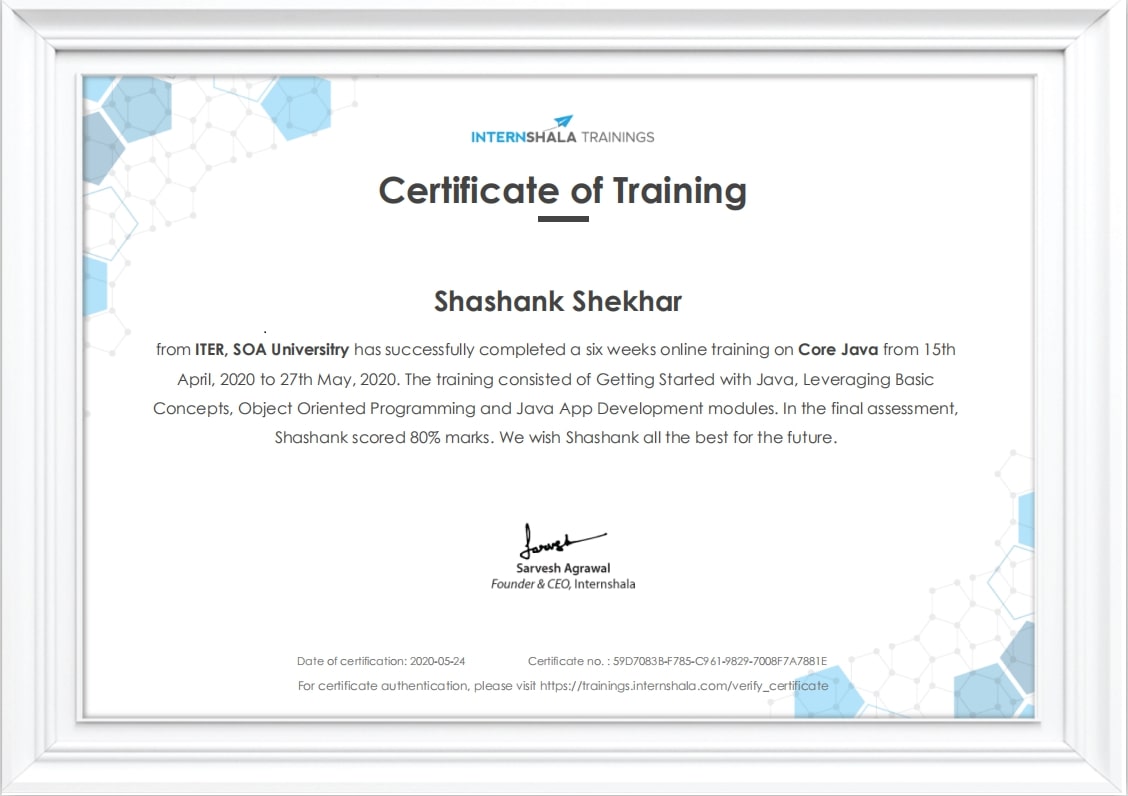 INTERNSHALA TRAININGS
Certificate of Training
Shashank Shekhar
from ITER, SOA Universitry has successfully completed a six weeks online training on Core Java from 15th
April, 2020 to 27th May, 2020. The training consisted of Getting Started with Java, Leveraging Basic
Concepts, Object Oriented Programming and Java App Development modules. In the final assessment,
Shashank scored 80% marks. We wish Shashank all the best for the future.
Sarvesh
Sarvesh Agrawal
Founder & CEO, Internshala
Date of certification: 2020-05-24 Certificate no. : 59D7083B-F785-C961-9829-7008F7A7881E
For certificate authentication, please visit https://trainings.internshala.com/verify_certificate